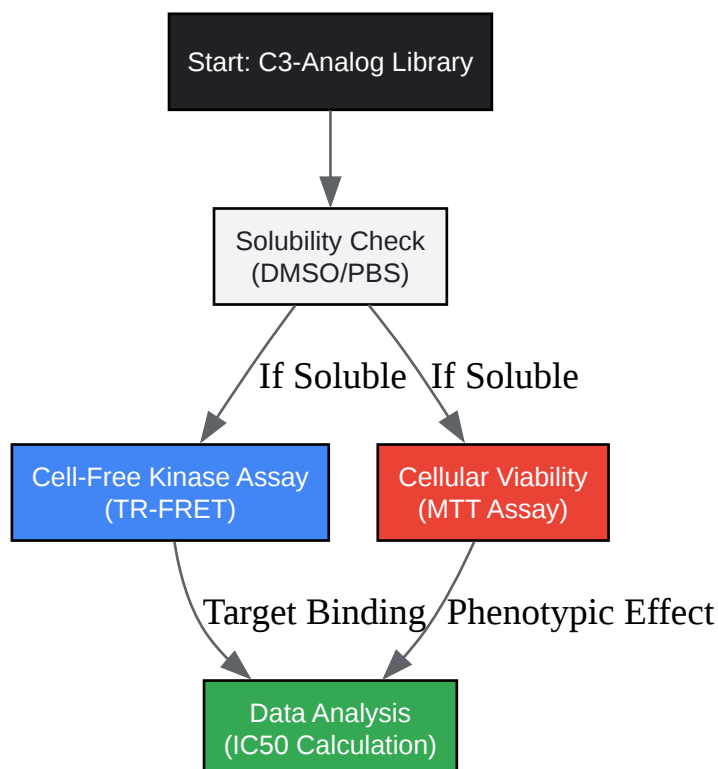 Start: C3-Analog Library
Solubility Check
(DMSO/PBS)
If Soluble
If Soluble
Cell-Free Kinase Assay
(TR-FRET)
Cellular Viability
(MTT Assay)
Target Binding
Phenotypic Effect
Data Analysis
(IC50 Calculation)